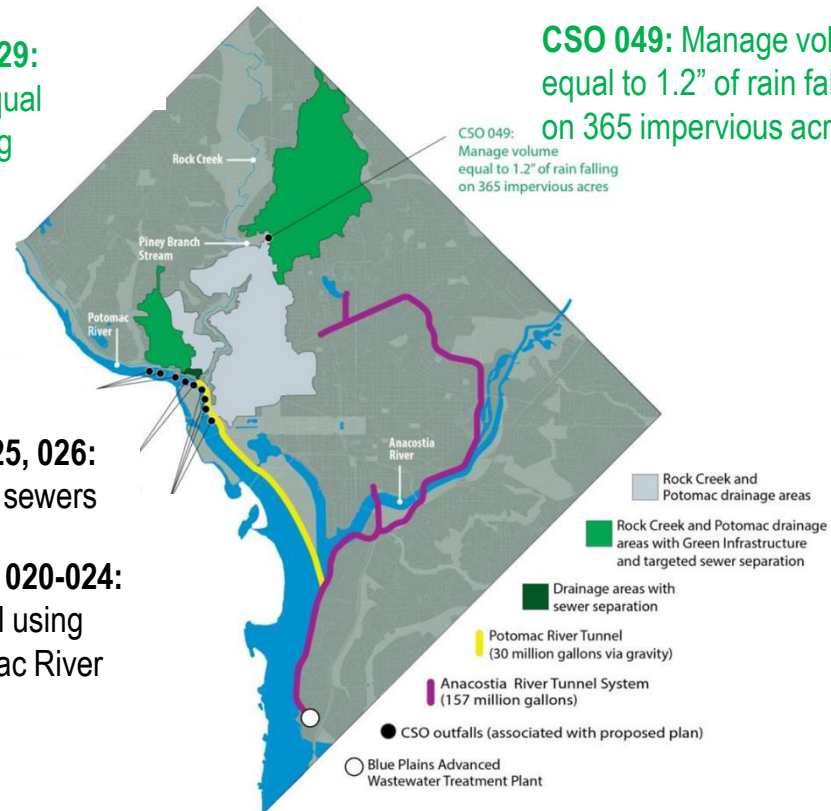 29:
qual
g
CSO 049: Manage vol
equal to 1.2” of rain fal
on 365 impervious acr
CSO 049:
Manage volume
equal to 1.2” of rain falling
on 365 impervious acres
Rock Creek
Piney Branch
Stream
Potomac
River
25, 026:
sewers
020-024:
l using
ac River
Anacostia
River
Rock Creek and
Potomac drainage areas
Rock Creek and Potomac drainage
areas with Green Infrastructure
and targeted sewer separation
Drainage areas with
sewer separation
Potomac River Tunnel
(30 million gallons via gravity)
Anacostia River Tunnel System
(157 million gallons)
CSO outfalls (associated with proposed plan)
Blue Plains Advanced
Wastewater Treatment Plant